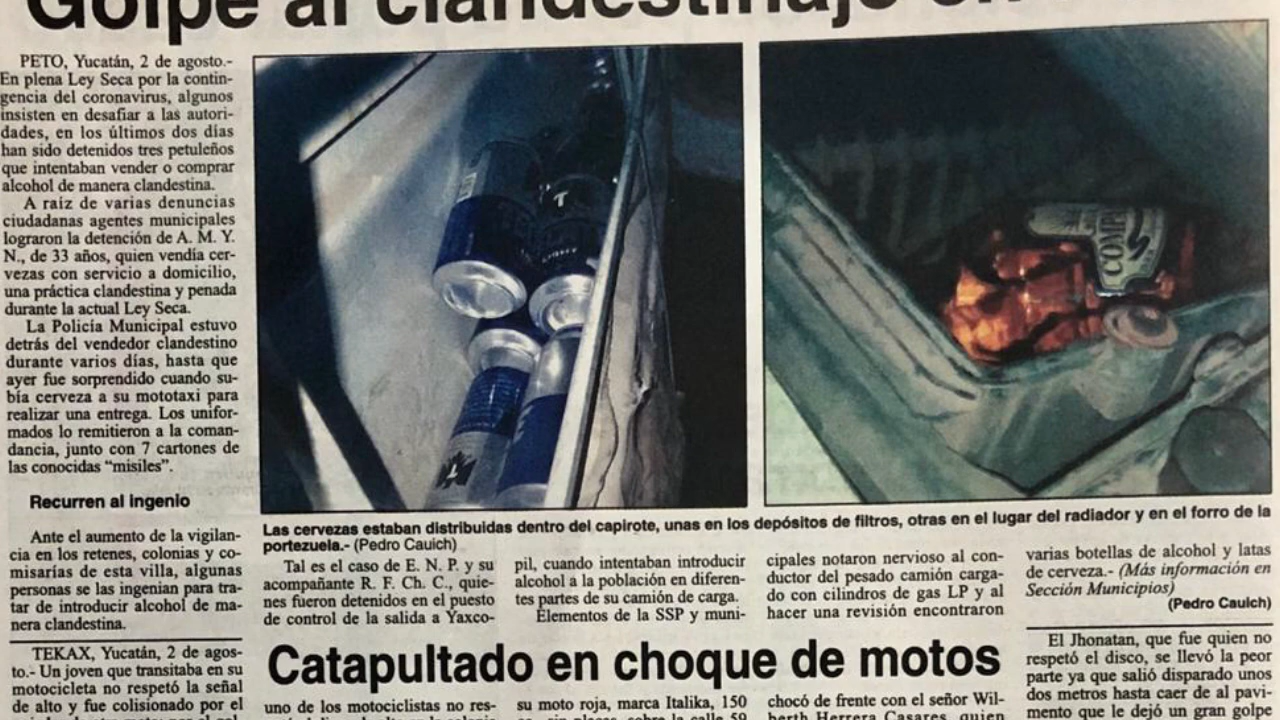 Golpe al clandestinaje en
PETO, Yucatán, 2 de agosto.-
En plena Ley Seca por la contin-
gencia del coronavirus, algunos
insisten en desafiar a las autori-
dades, en los últimos dos días
han sido detenidos tres petuleños
que intentaban vender o comprar
alcohol de manera clandestina.
A raíz de varias denuncias
ciudadanas agentes municipales
lograron la detención de A. M. Y.
N., de 33 años, quien vendía cer-
vezas con servicio a domicilio,
una práctica clandestina y penada
durante la actual Ley Seca.
La Policía Municipal estuvo
detrás del vendedor clandestino
durante varios días, hasta que
ayer fue sorprendido cuando su-
bía cerveza a su mototaxi para
realizar una entrega. Los unifor-
mados lo remitieron a la coman-
dancia, junto con 7 cartones de
las conocidas “misiles”.
Recurren al ingenio
Ante el aumento de la vigilan-
cia en los retenes, colonias y co-
misarías de esta villa, algunas
personas se las ingenian para tra-
tar de introducir alcohol de ma-
nera clandestina.
Las cervezas estaban distribuidas dentro del capirote, unas en los depósitos de filtros, otras en el lugar del radiador y en el forro de la
portezuela.- (Pedro Cauich)
Tal es el caso de E. N. P. y su
acompañante R. F. Ch. C., quie-
nes fueron detenidos en el puesto
de control de la salida a Yaxco-
pil, cuando intentaban introducir
alcohol a la población en diferen-
tes partes de su camión de carga.
Elementos de la SSP y muni-
cipales notaron nervioso al con-
ductor del pesado camión carga-
do con cilindros de gas LP y al
hacer una revisión encontraron
varias botellas de alcohol y latas
de cerveza.- (Más información en
Sección Municipios)
(Pedro Cauich)
TEKAX, Yucatán, 2 de agos-
to.- Un joven que transitaba en su
motocicleta no respetó la señal
de alto y fue colisionado por el
Catapultado en choque de motos
uno de los motociclistas no res-
su moto roja, marca Italika, 150
sin placas, sobre la calle 59
chocó de frente con el señor Wil-
berth Herrera Casares, quien
El Jhonatan, que fue quien no
respetó el disco, se llevó la peor
parte ya que salió disparado unos
dos metros hasta caer de al pavi-
mento que le dejó un gran golpe